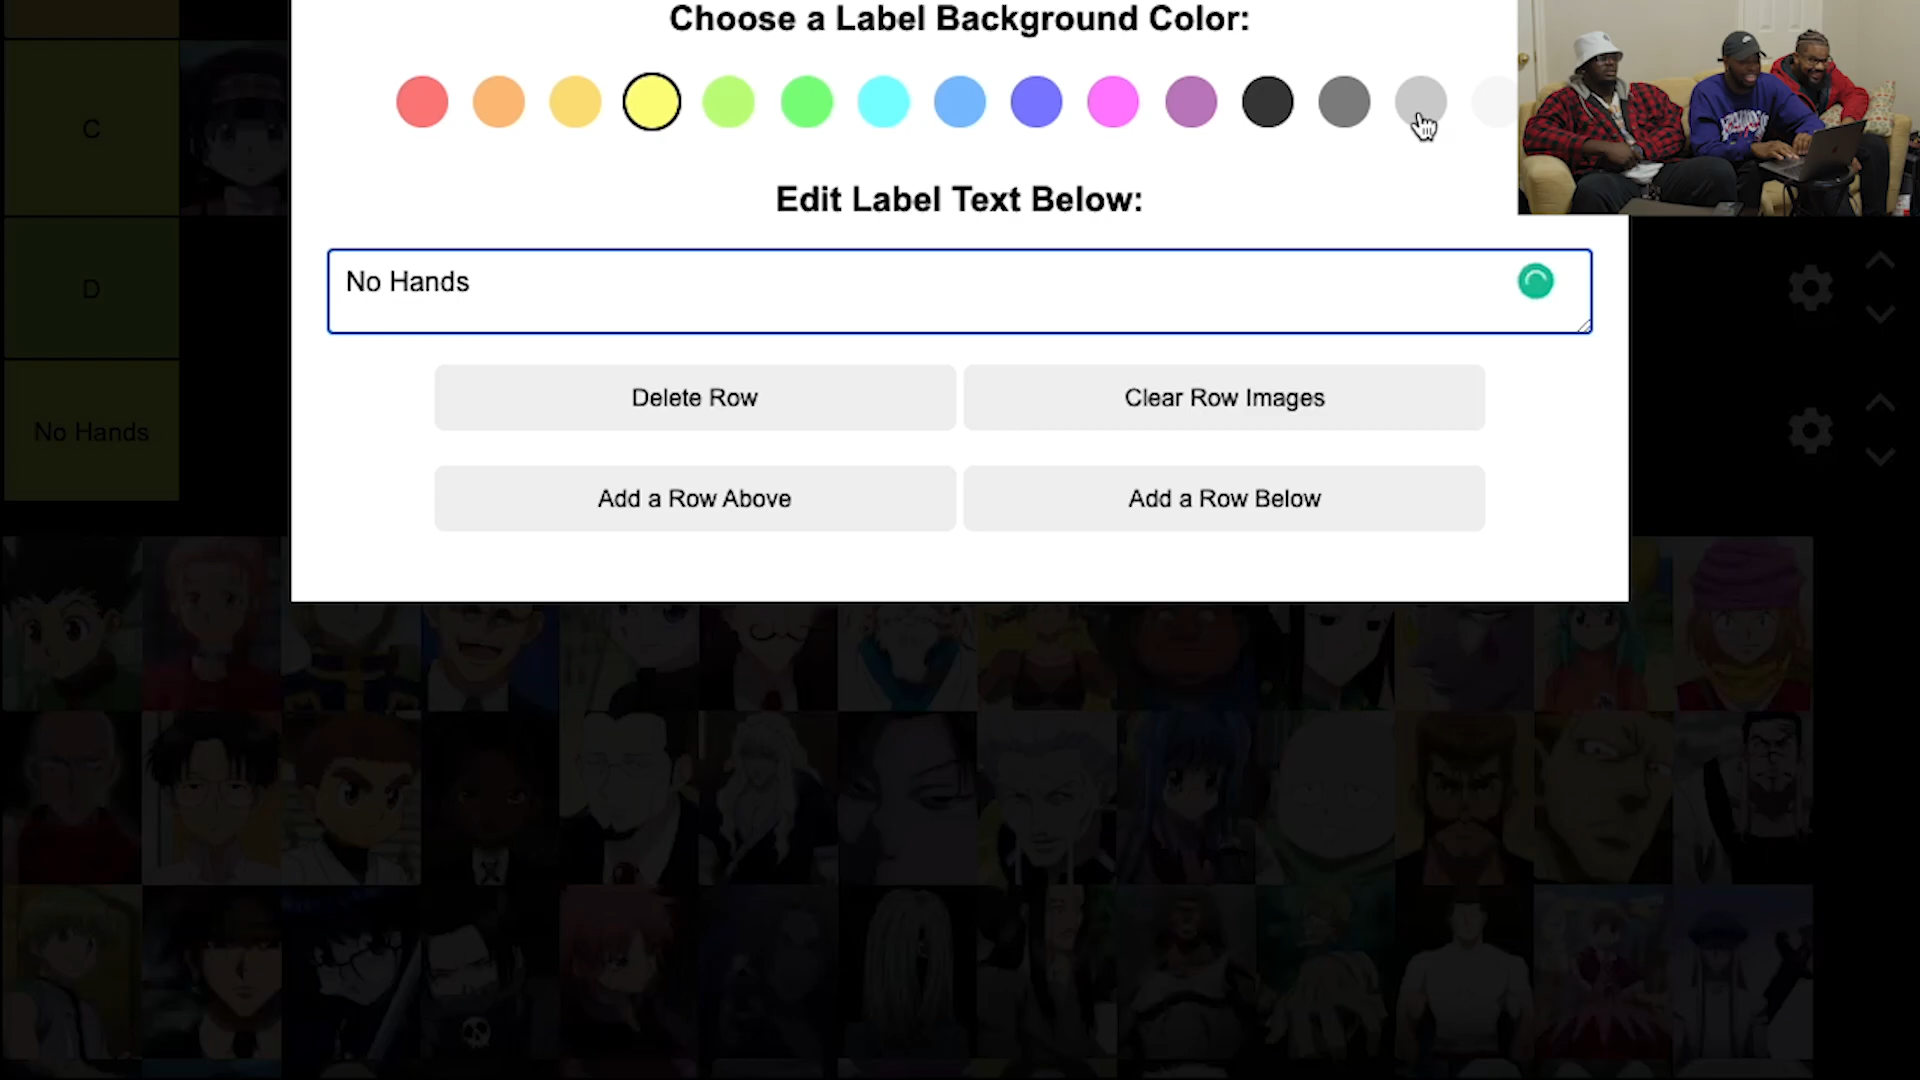 Choose a Label Background Color:
C
Edit Label Text Below:
No Hands
D
Delete Row
Clear Row Images
No Hands
Add a Row Above
Add a Row Below